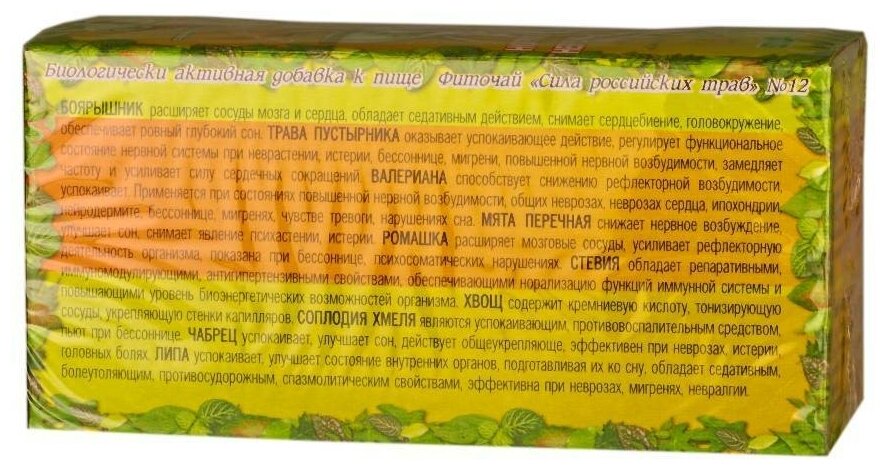 Биологически активная добавка к пище Фиточай «Сила российских трав» №12
БОЯРЫШНИК расширяет сосуды мозга и сердца, обладает седативным действием, снимает сердцебиение, головокружение,
обеспечивает ровный глубокий сон. ТРАВА ПУСТЫРНИКА оказывает успокаивающее действие, регулирует функциональное
состояние нервной системы при неврастении, истерии, бессоннице, мигрени, повышенной нервной возбудимости, замедляет
частоту и усиливает силу сердечных сокращений. ВАЛЕРИАНА способствует снижению рефлекторной возбудимости,
успокаивает. Применяется при состояниях повышенной нервной возбудимости, общих неврозах, неврозах сердца, ипохондрии
нейродермите, бессоннице, мигренях, чувстве тревоги, нарушениях сна. МЯТА ПЕРЕЧНАЯ снижает нервное возбуждение,
улучшает сон, снимает явление психастении, истерии. РОМАШКА расширяет мозговые сосуды, усиливает рефлекторную
деятельность организма, показана при бессоннице, психосоматических нарушениях. СТЕВИЯ обладает репаративными,
иммуномодулирующими, антигипертензивными свойствами, обеспечивающими норализацию функций иммунной системы и
повышающими уровень биоэнергетических возможностей организма. ХВОЩ содержит кремниевую кислоту, тонизирующую
сосуды, укрепляющую стенки капилляров. СОПЛОДИЯ ХМЕЛЯ являются успокаивающим, противовоспалительным средством,
пьют при бессоннице. ЧАБРЕЦ успокаивает, улучшает сон, действует общеукрепляюще, эффективен при неврозах, истерии,
головных болях. ЛИПА успокаивает, улучшает состояние внутренних органов, подготавливая их ко сну, обладает седативным,
болеутоляющим, противосудорожным, спазмолитическим свойствами, эффективна при неврозах, мигренях, невралгии.